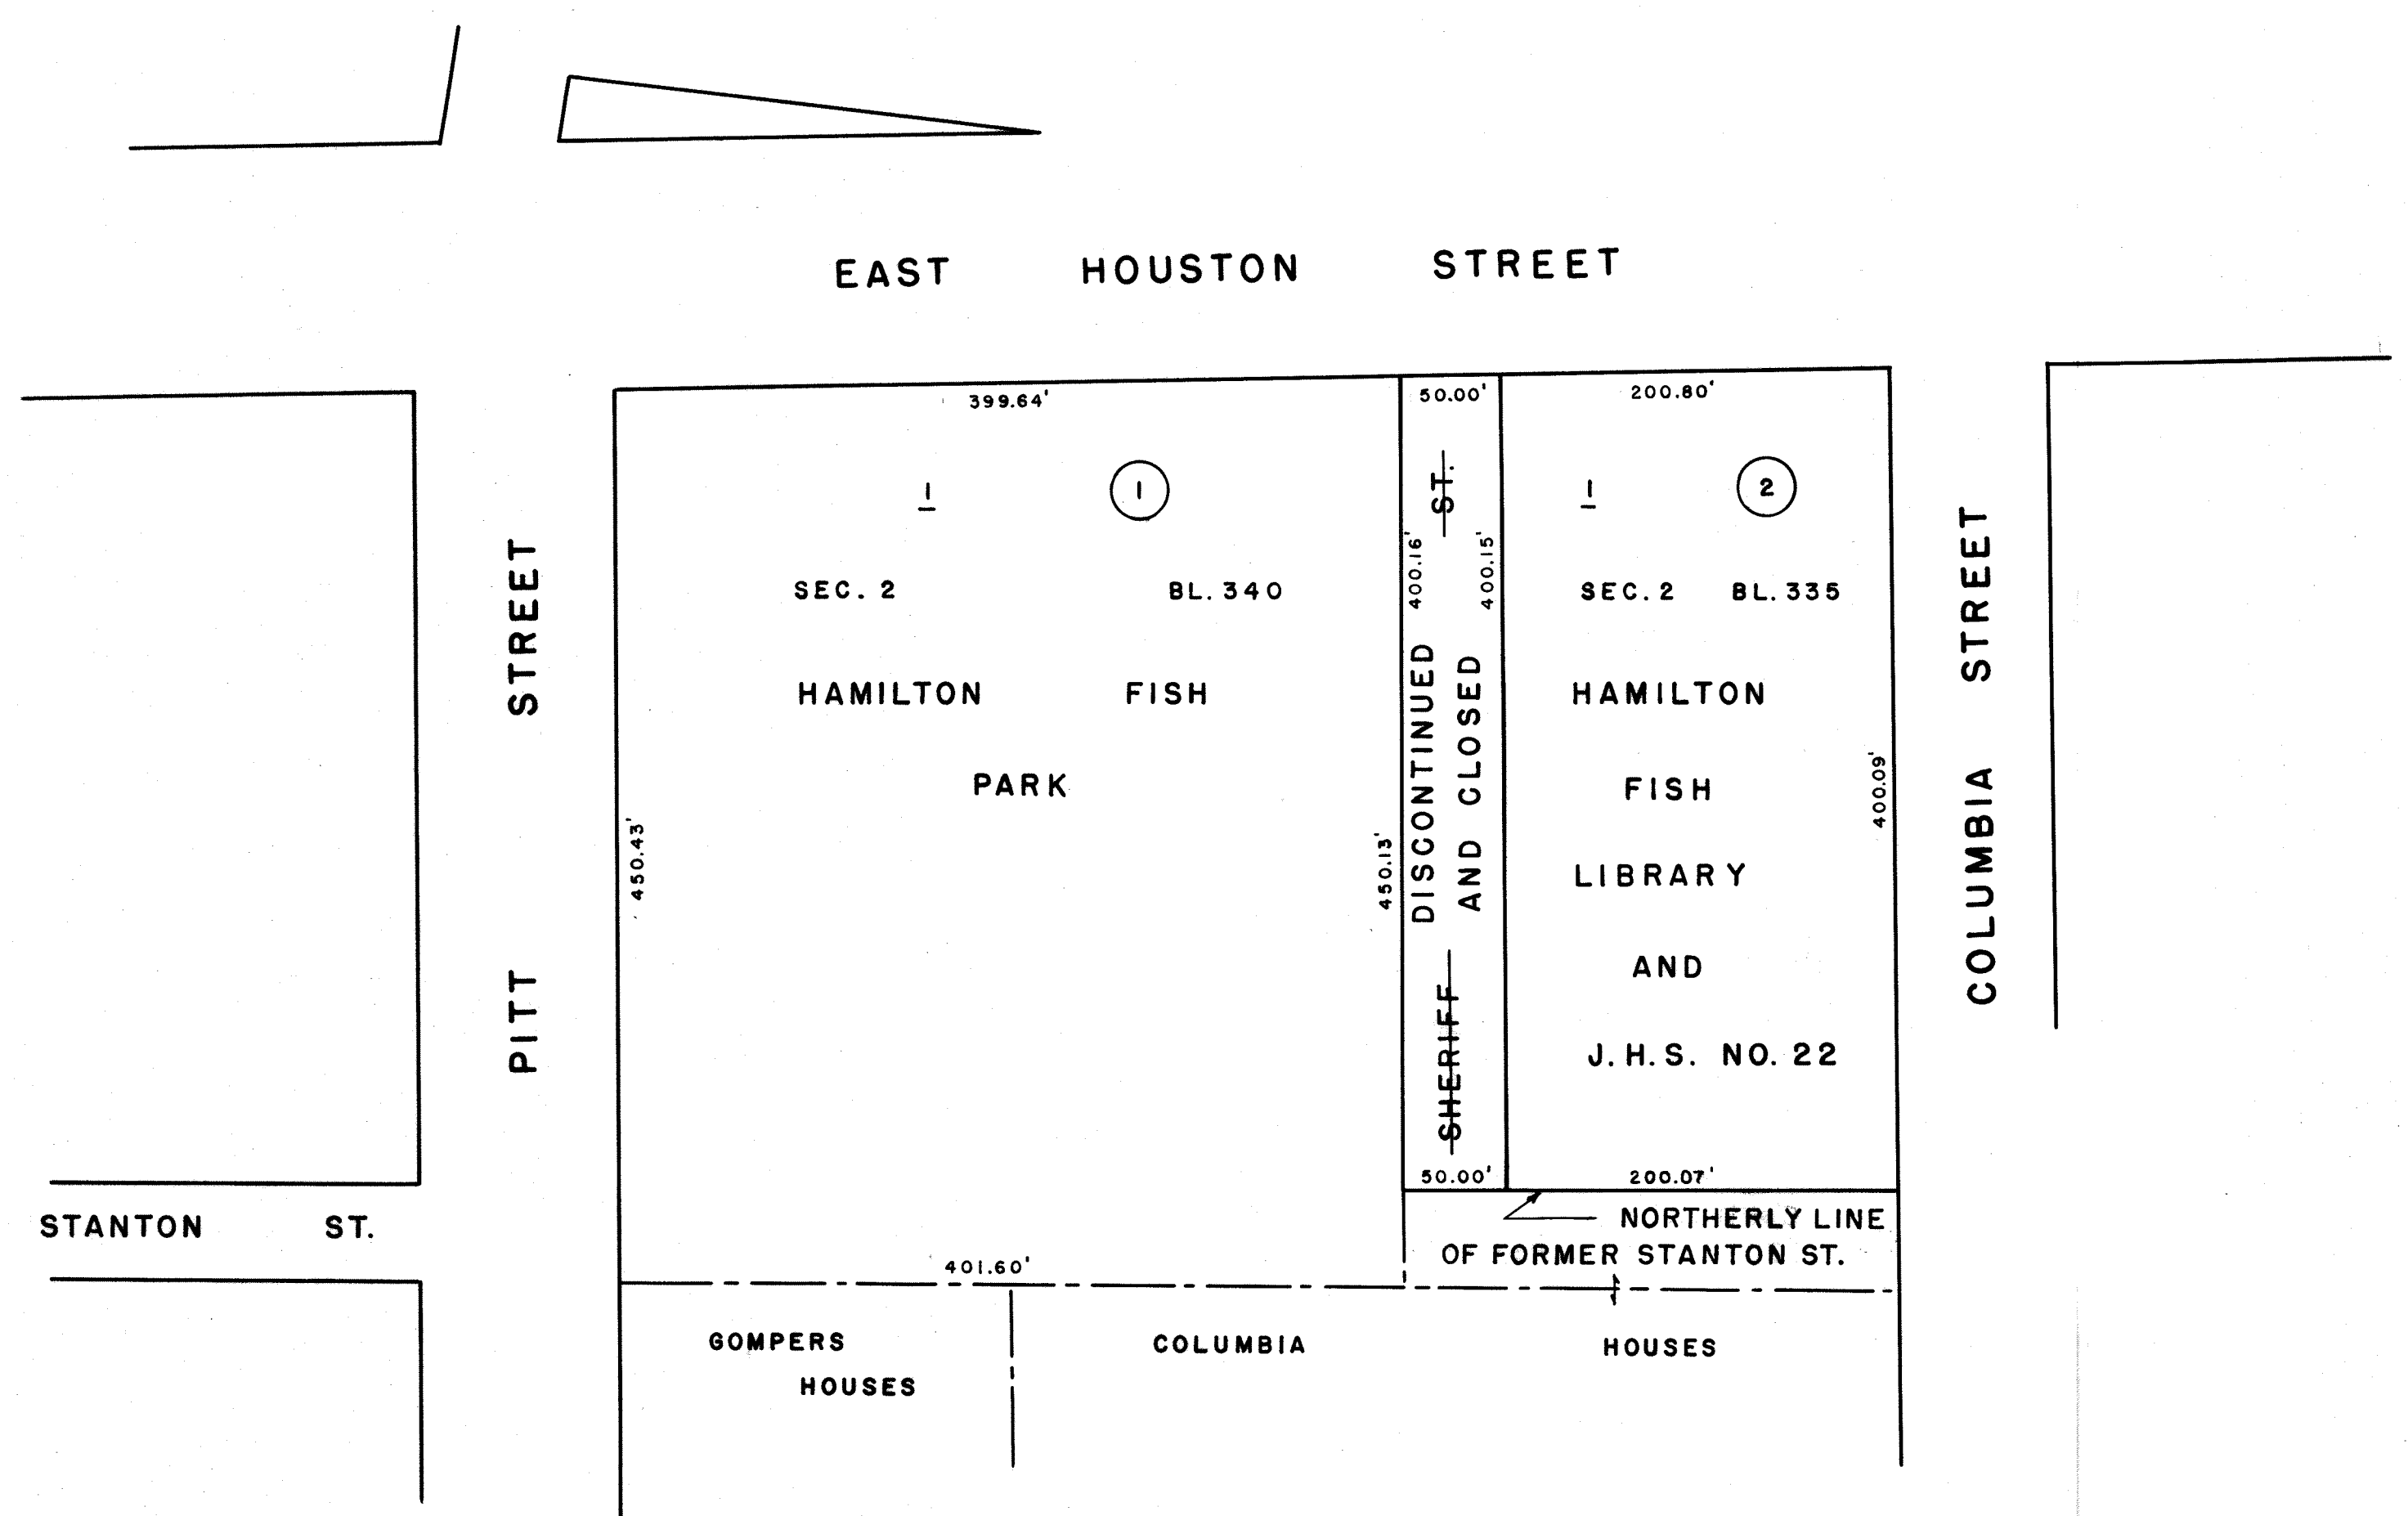 EAST HOUSTON STREET
399.64'
50.00'
200.80'
1
1
ST.
1
2
SEC. 2 BL. 340
400.16'
400.15'
SEC. 2 BL. 335
HAMILTON FISH
PARK
HAMILTON
FISH
LIBRARY
AND
J.H.S. NO. 22
PITT STREET
450.43'
450.13'
DISCONTINUED
AND CLOSED
SHERIFF
400.09'
COLUMBIA STREET
50.00'
200.07'
STANTON ST.
NORTHERLY LINE
OF FORMER STANTON ST.
401.60'
GOMPERS
HOUSES
COLUMBIA HOUSES